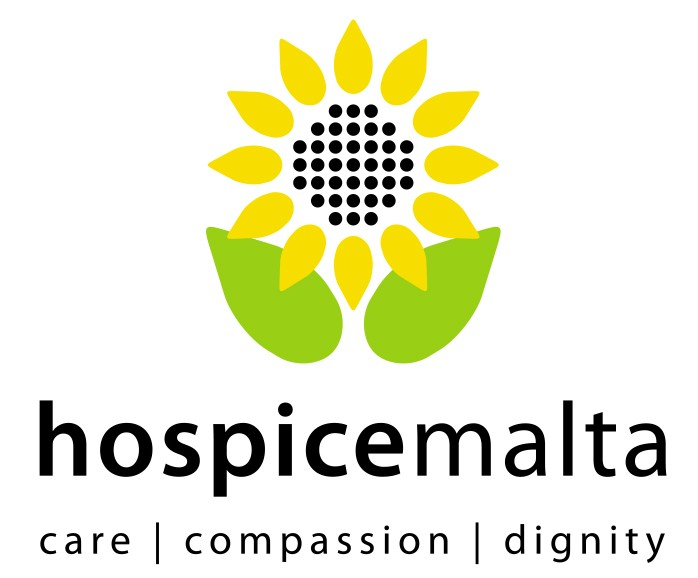 hospicemalta
care | compassion | dignity